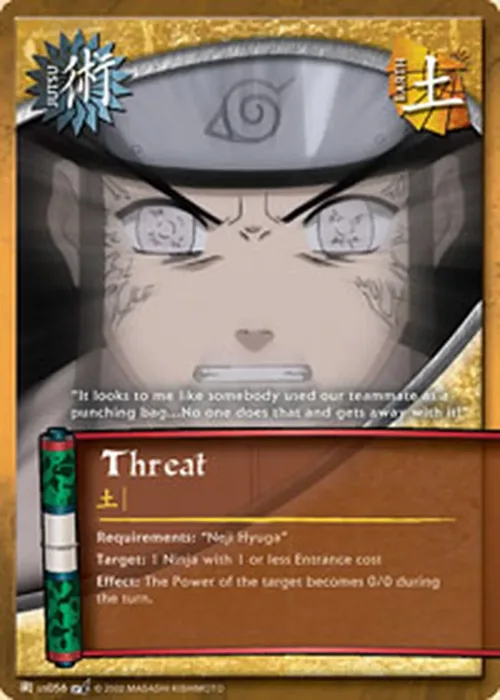 JUTSU 術
EARTH 土
"It looks to me like somebody used our teammate as a
punching bag...No one does that and gets away with it!"
Threat
土
Requirements: "Neji Hyuga"
Target: 1 Ninja with 1 or less Entrance cost
Effect: The Power of the target becomes 0/0 during
the turn.
056 © 2002 MASASHI KISHIMOTO